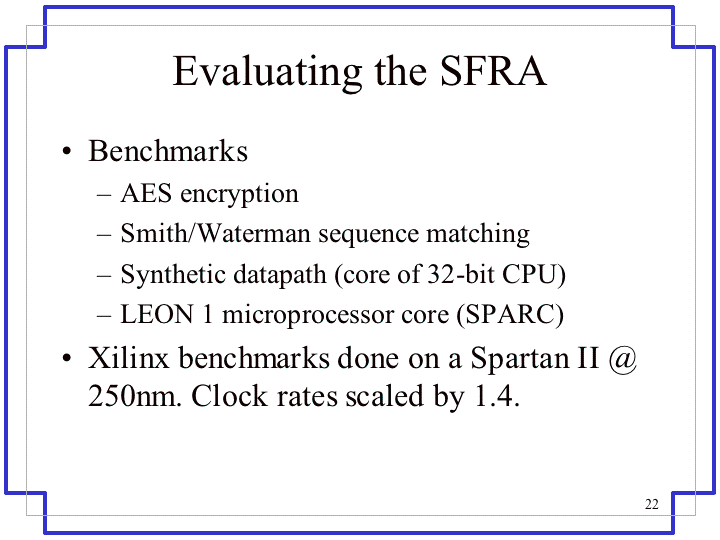 Evaluating the SFRA
• Benchmarks
– AES encryption
– Smith/Waterman sequence matching
– Synthetic datapath (core of 32-bit CPU)
– LEON 1 microprocessor core (SPARC)
• Xilinx benchmarks done on a Spartan II @
250nm. Clock rates scaled by 1.4.
22